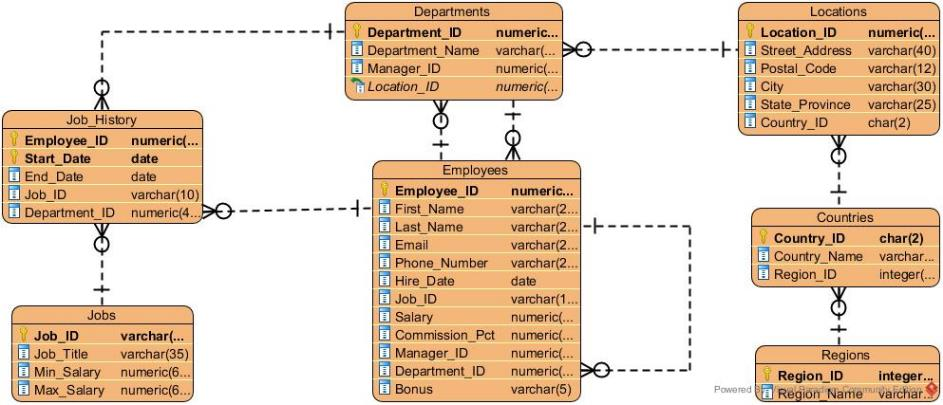 Departments
Department_ID numeric...
Department_Name varchar(...
Manager_ID numeric(...
Location_ID numeric(...
Locations
Location_ID numeric(...
Street_Address varchar(40)
Postal_Code varchar(12)
City varchar(30)
State_Province varchar(25)
Country_ID char(2)
Job_History
Employee_ID numeric(...
Start_Date date
End_Date date
Job_ID varchar(10)
Department_ID numeric(4...
Employees
Employee_ID numeric...
First_Name varchar(2...
Last_Name varchar(2...
Email varchar(2...
Phone_Number varchar(2...
Hire_Date date
Job_ID varchar(1...
Salary numeric(...
Commission_Pct numeric(...
Manager_ID numeric(...
Department_ID numeric(...
Bonus varchar(5)
Countries
Country_ID char(2)
Country_Name varchar...
Region_ID integer(...
Jobs
Job_ID varchar(...
Job_Title varchar(35)
Min_Salary numeric(6...
Max_Salary numeric(6...
Regions
Region_ID integer...
Region_Name varchar...
Powered By Visual Paradigm Community Edition